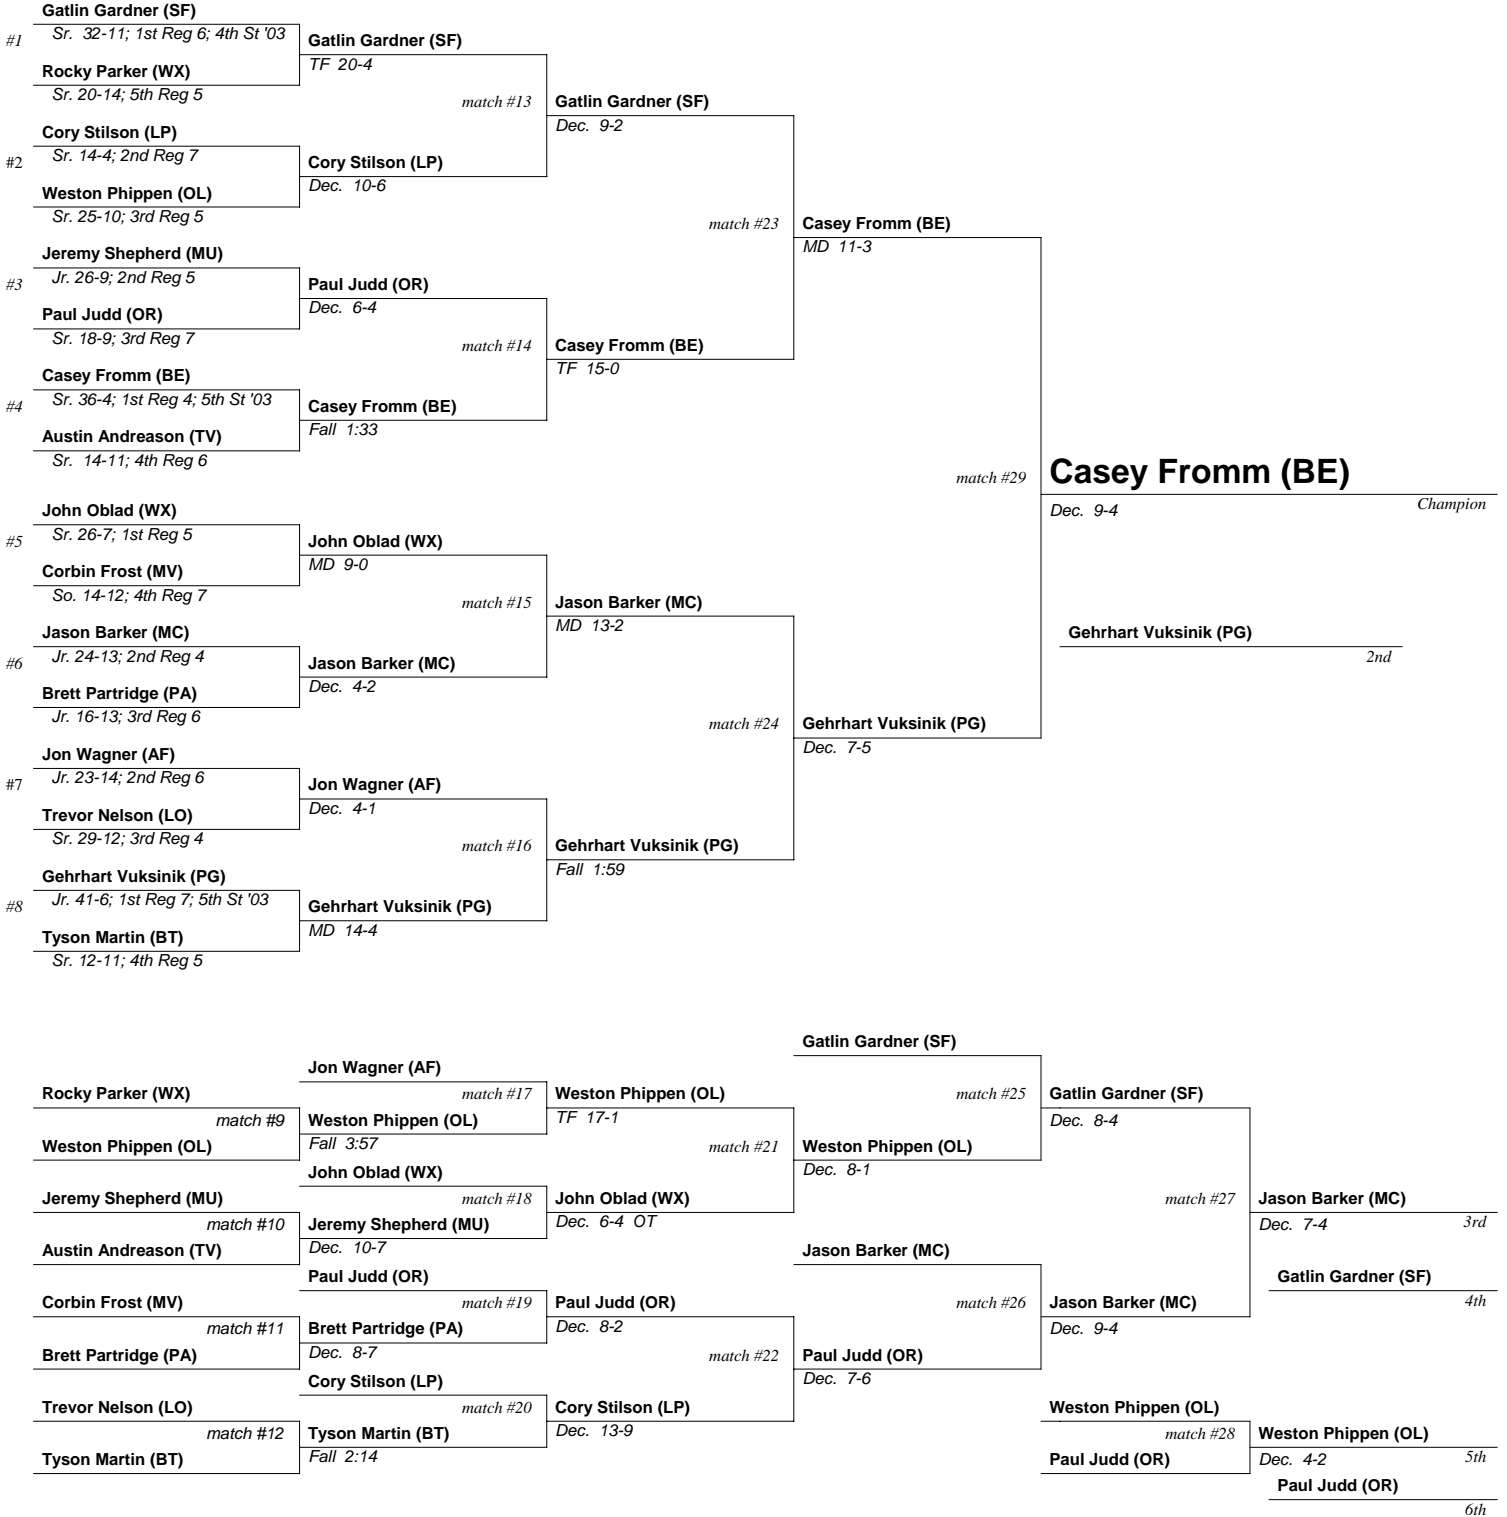 Gatlin Gardner (SF)
#1 Sr. 32-11; 1st Reg 6; 4th St '03
Gatlin Gardner (SF)
TF 20-4
Rocky Parker (WX)
Sr. 20-14; 5th Reg 5
match #13 Gatlin Gardner (SF)
Dec. 9-2
Cory Stilson (LP)
#2 Sr. 14-4; 2nd Reg 7
Cory Stilson (LP)
Dec. 10-6
Weston Phippen (OL)
Sr. 25-10; 3rd Reg 5
match #23 Casey Fromm (BE)
MD 11-3
Jeremy Shepherd (MU)
#3 Jr. 26-9; 2nd Reg 5
Paul Judd (OR)
Dec. 6-4
Paul Judd (OR)
Sr. 18-9; 3rd Reg 7
match #14 Casey Fromm (BE)
TF 15-0
Casey Fromm (BE)
#4 Sr. 36-4; 1st Reg 4; 5th St '03
Casey Fromm (BE)
Fall 1:33
Austin Andreason (TV)
Sr. 14-11; 4th Reg 6
match #29 Casey Fromm (BE)
Dec. 9-4 Champion
John Oblad (WX)
#5 Sr. 26-7; 1st Reg 5
John Oblad (WX)
MD 9-0
Corbin Frost (MV)
So. 14-12; 4th Reg 7
match #15 Jason Barker (MC)
MD 13-2
Jason Barker (MC)
#6 Jr. 24-13; 2nd Reg 4
Gehrhart Vuksinik (PG)
2nd
Jason Barker (MC)
Dec. 4-2
Brett Partridge (PA)
Jr. 16-13; 3rd Reg 6
match #24 Gehrhart Vuksinik (PG)
Dec. 7-5
Jon Wagner (AF)
#7 Jr. 23-14; 2nd Reg 6
Jon Wagner (AF)
Dec. 4-1
Trevor Nelson (LO)
Sr. 29-12; 3rd Reg 4
match #16 Gehrhart Vuksinik (PG)
Fall 1:59
Gehrhart Vuksinik (PG)
#8 Jr. 41-6; 1st Reg 7; 5th St '03
Gehrhart Vuksinik (PG)
MD 14-4
Tyson Martin (BT)
Sr. 12-11; 4th Reg 5
Gatlin Gardner (SF)
Jon Wagner (AF)
Rocky Parker (WX) match #17 Weston Phippen (OL) match #25 Gatlin Gardner (SF)
match #9 Weston Phippen (OL) TF 17-1 Dec. 8-4
Weston Phippen (OL) Fall 3:57 match #21 Weston Phippen (OL)
Dec. 8-1
John Oblad (WX)
Jeremy Shepherd (MU) match #18 John Oblad (WX) match #27 Jason Barker (MC)
match #10 Jeremy Shepherd (MU) Dec. 6-4 OT Dec. 7-4 3rd
Austin Andreason (TV) Dec. 10-7 Jason Barker (MC)
Paul Judd (OR) Gatlin Gardner (SF)
Corbin Frost (MV) match #19 Paul Judd (OR) match #26 Jason Barker (MC) 4th
match #11 Brett Partridge (PA) Dec. 8-2 Dec. 9-4
Brett Partridge (PA) Dec. 8-7 match #22 Paul Judd (OR)
Dec. 7-6
Cory Stilson (LP)
Trevor Nelson (LO) match #20 Cory Stilson (LP) Weston Phippen (OL)
match #12 Tyson Martin (BT) Dec. 13-9 match #28 Weston Phippen (OL)
Tyson Martin (BT) Fall 2:14 Paul Judd (OR) Dec. 4-2 5th
Paul Judd (OR)
6th